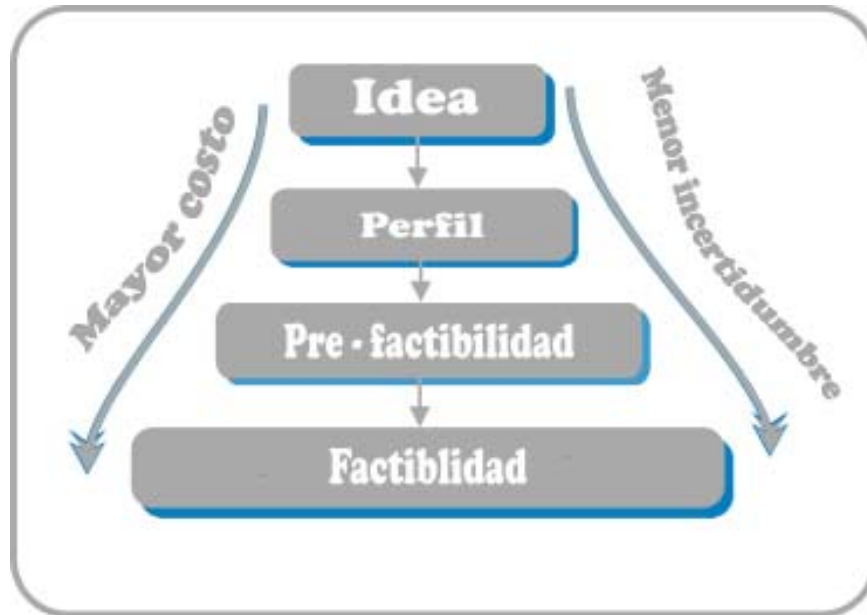 Idea
Mayor costo
Menor incertidumbre
Perfil
Pre - factibilidad
Factiblidad